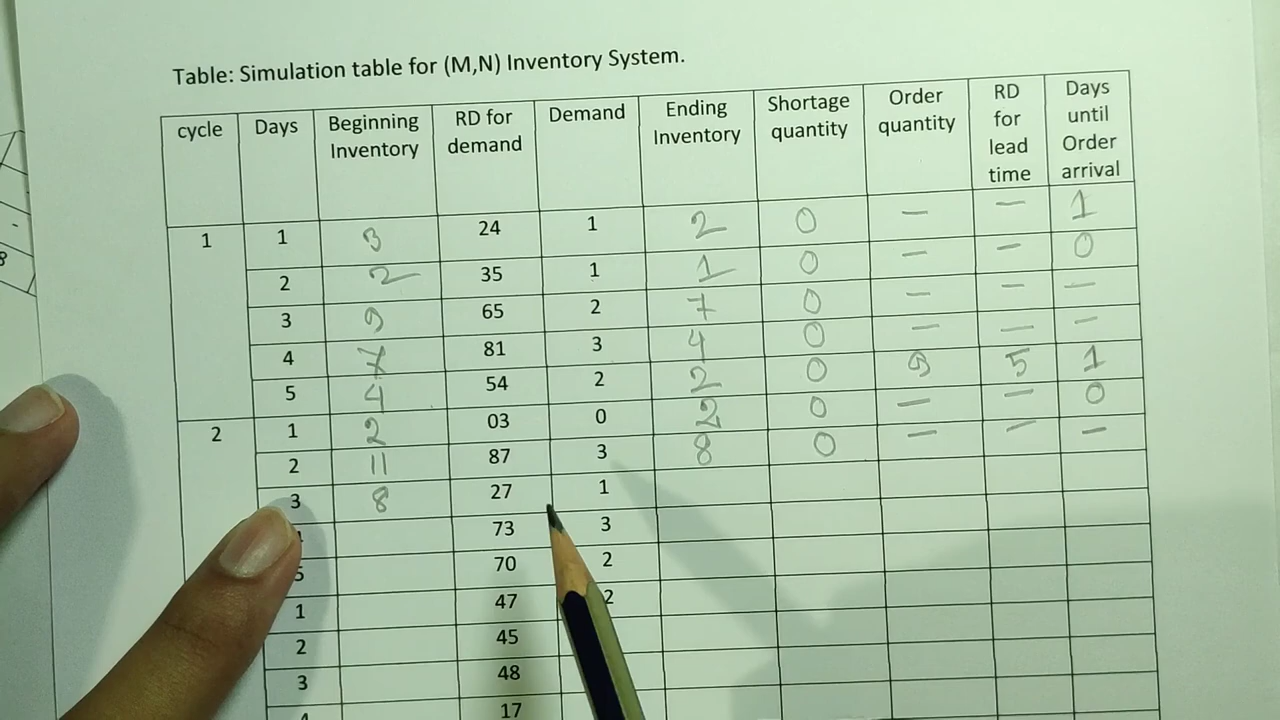 Table: Simulation table for (M,N) Inventory System.
cycle Days Beginning Inventory RD for demand Demand Ending Inventory Shortage quantity Order quantity RD for lead time Days until Order arrival
1 1 3 24 1 2 0 — — 1
2 2 35 1 1 0 — — 0
3 9 65 2 7 0 — — —
4 7 81 3 4 0 — — —
5 4 54 2 2 0 9 5 1
2 1 2 03 0 2 0 — — 0
2 11 87 3 8 0 — — —
3 8 27 1
73 3
5 70 2
1 47 2
2 45
3 48
17